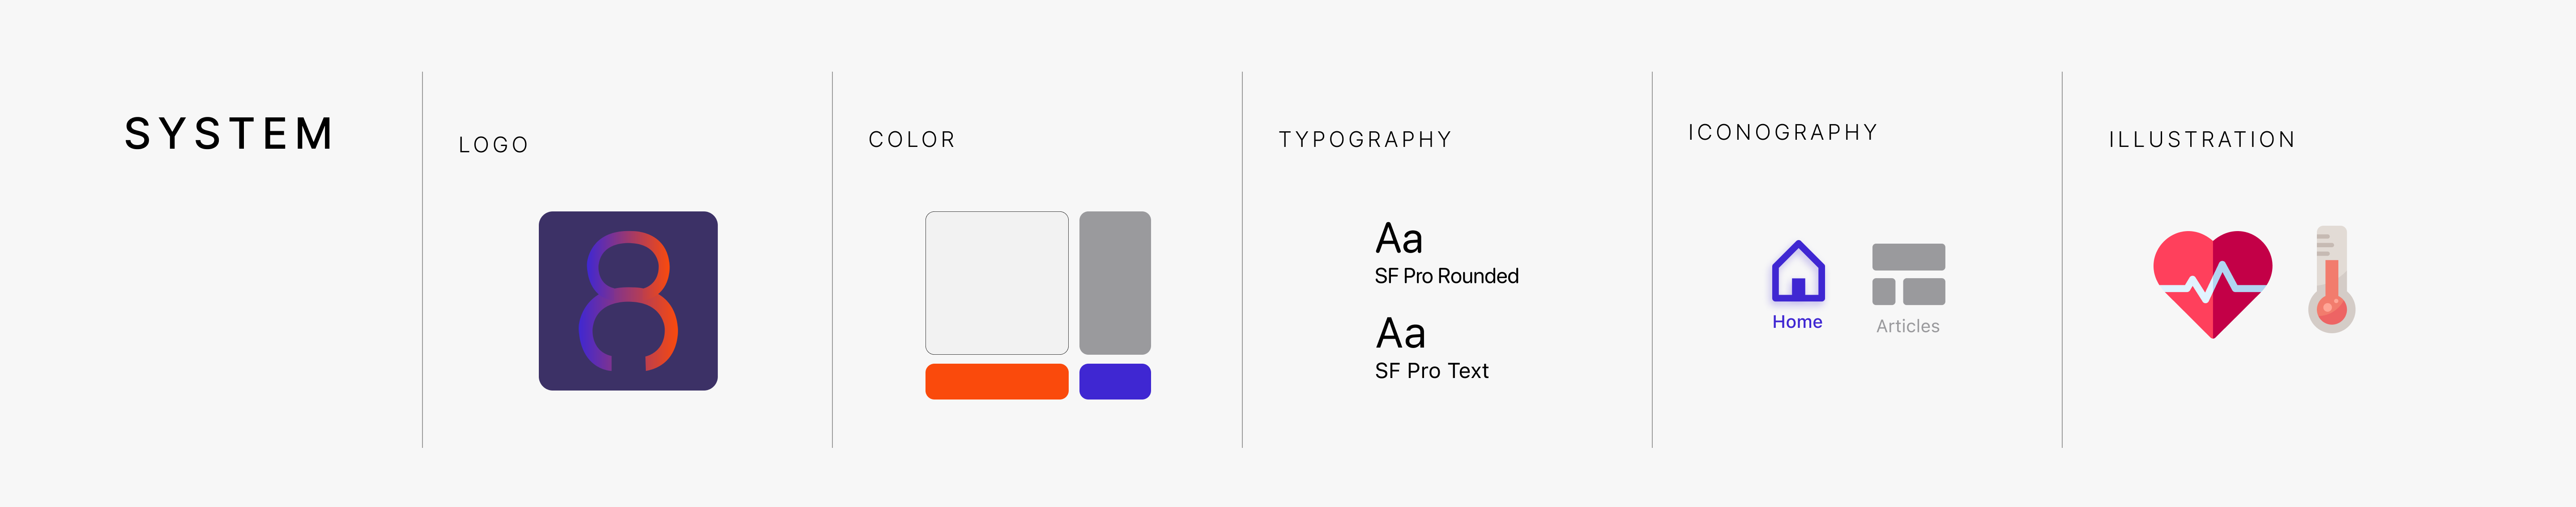 SYSTEM
LOGO
COLOR
TYPOGRAPHY
Aa
SF Pro Rounded
Aa
SF Pro Text
ICONOGRAPHY
Home
Articles
ILLUSTRATION